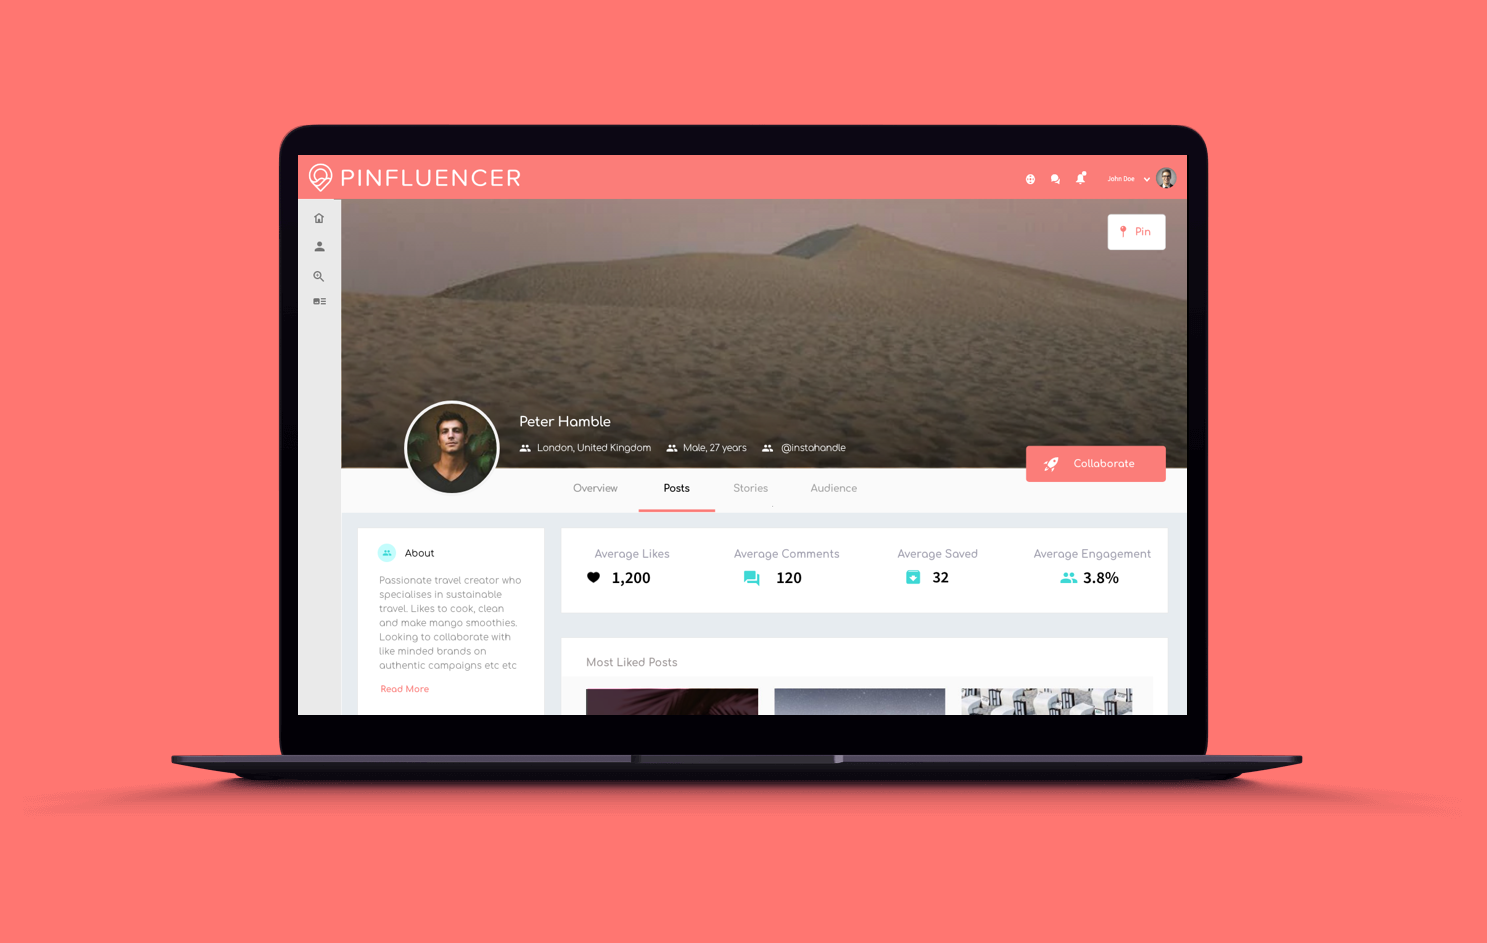 PINFLUENCER
John Doe
Pin
Peter Hamble
London, United Kingdom
Male, 27 years
@instahandle
Collaborate
Overview
Posts
Stories
Audience
About
Passionate travel creator who
specialises in sustainable
travel. Likes to cook, clean
and make mango smoothies.
Looking to collaborate with
like minded brands on
authentic campaigns etc etc
Read More
Average Likes
1,200
Average Comments
120
Average Saved
32
Average Engagement
3.8%
Most Liked Posts